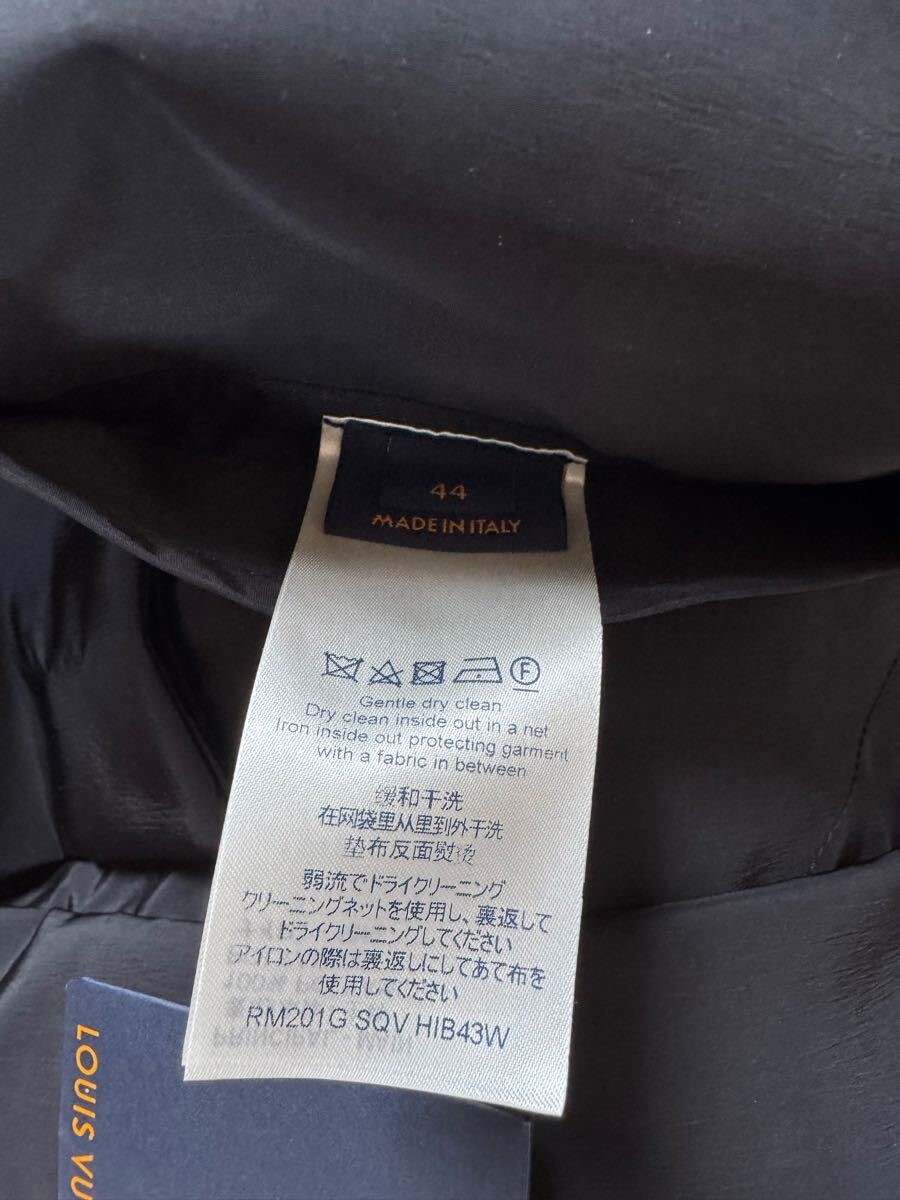 44
MADE IN ITALY
F
Gentle dry clean
Dry clean inside out in a net
Iron inside out protecting garment
with a fabric in between
缓和干洗
在网袋里从里到外干洗
垫布反面熨烫
弱流でドライクリーニング
クリーニングネットを使用し、裏返して
ドライクリーニングしてください
アイロンの際は裏返しにしてあて布を
使用してください
RM201G SQV HIB43W
LOUIS VU